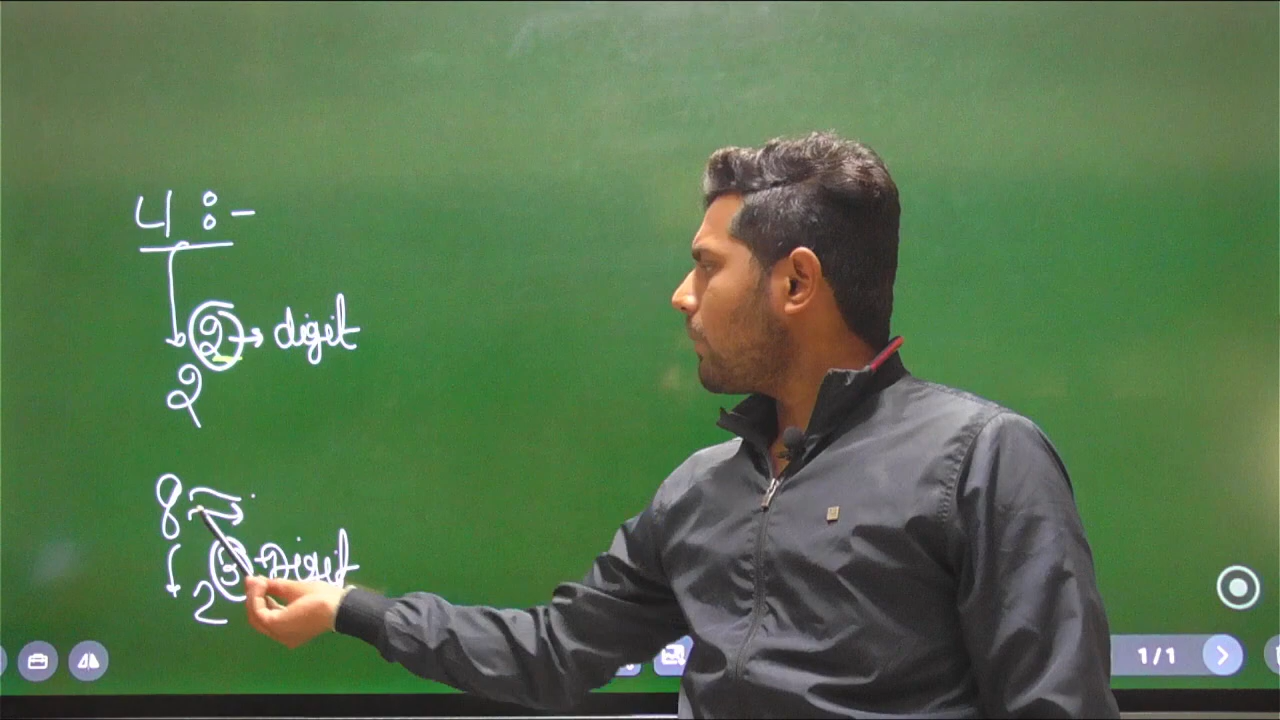 4 :-
2 → digit
2
8 →
2 3 → Digit
1/1